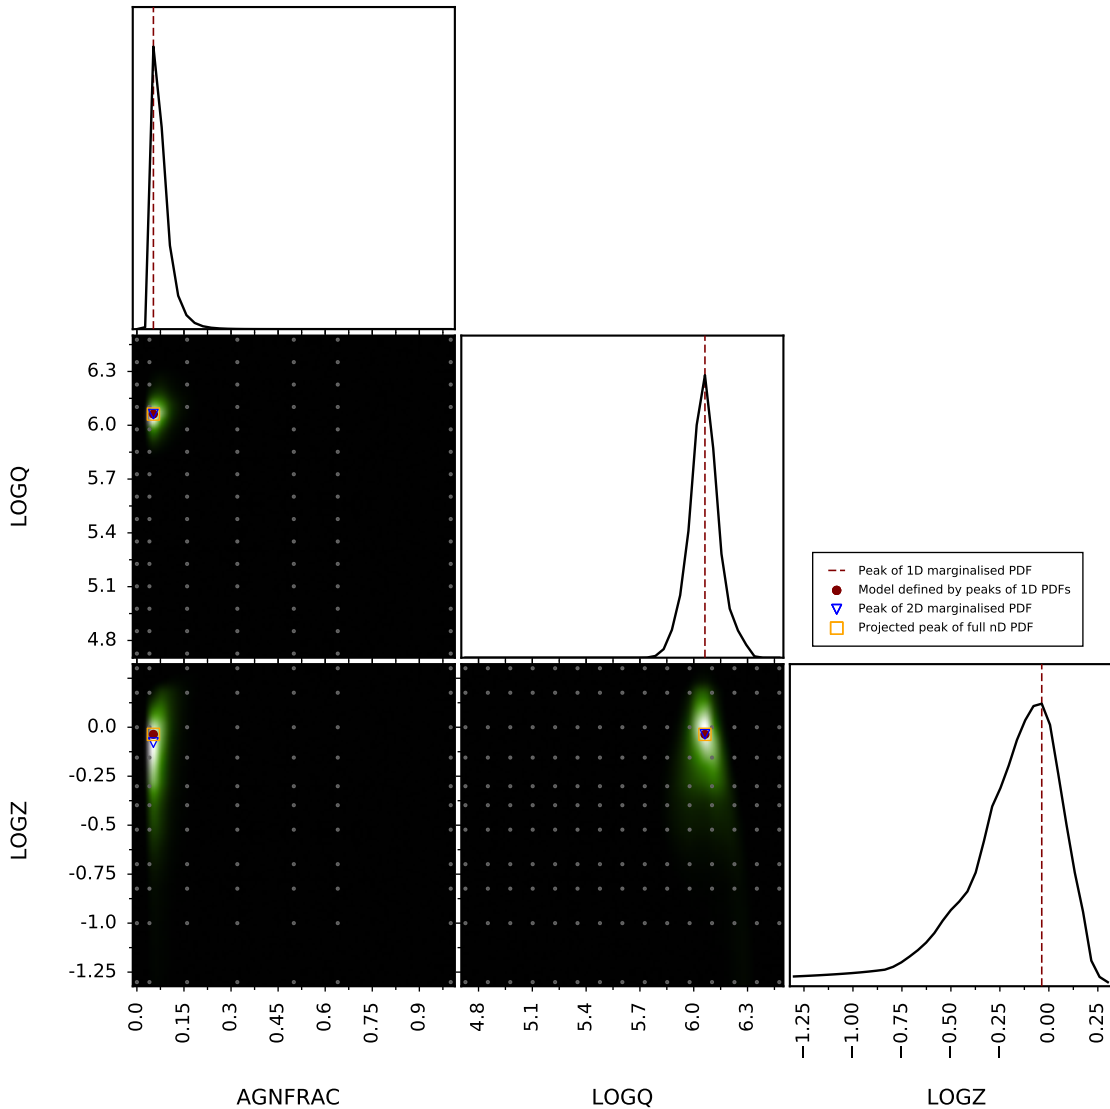 6.3
6.0
5.7
5.4
5.1
4.8
LOGQ
Peak of 1D marginalised PDF
Model defined by peaks of 1D PDFs
Peak of 2D marginalised PDF
Projected peak of full nD PDF
0.0
-0.25
-0.5
-0.75
-1.0
-1.25
LOGZ
0.0 0.15 0.3 0.45 0.6 0.75 0.9
4.8 5.1 5.4 5.7 6.0 6.3
−1.25 −1.00 −0.75 −0.50 −0.25 0.00 0.25
AGNFRAC LOGQ LOGZ